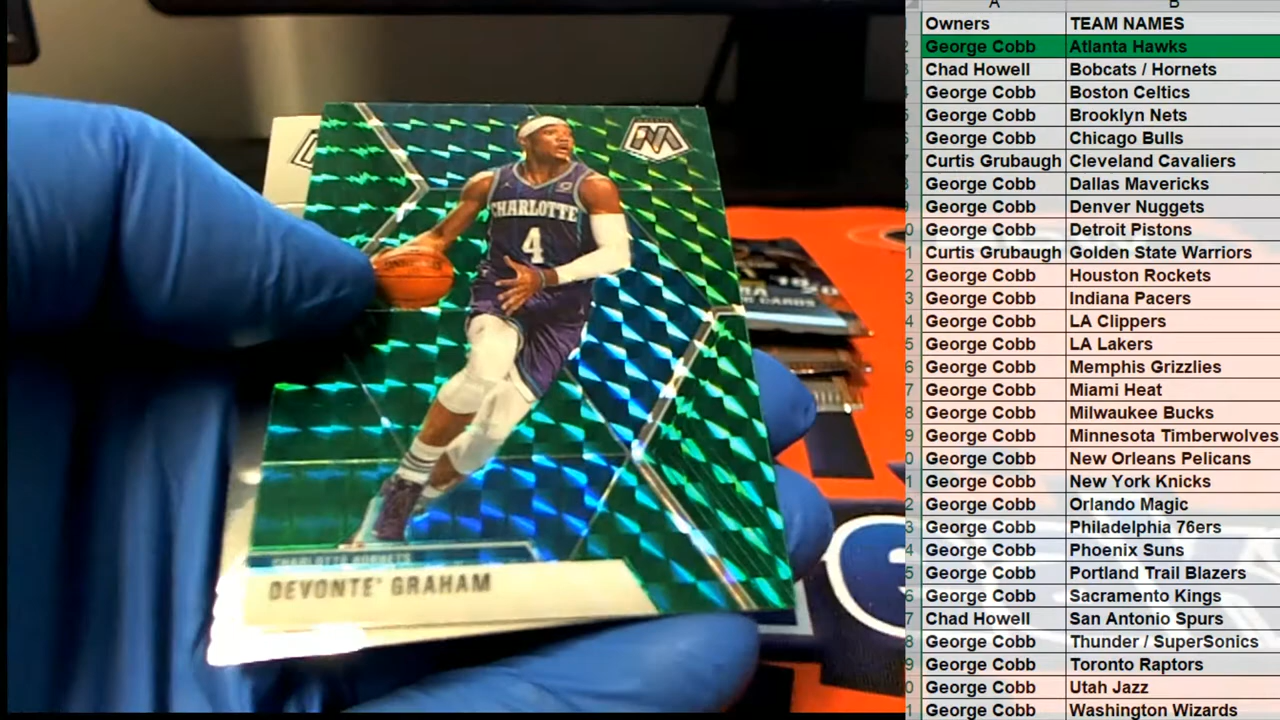 CHARLOTTE
4
CHARLOTTE HORNETS
DEVONTE' GRAHAM
A B
Owners TEAM NAMES
George Cobb Atlanta Hawks
Chad Howell Bobcats / Hornets
George Cobb Boston Celtics
George Cobb Brooklyn Nets
George Cobb Chicago Bulls
Curtis Grubaugh Cleveland Cavaliers
George Cobb Dallas Mavericks
George Cobb Denver Nuggets
George Cobb Detroit Pistons
Curtis Grubaugh Golden State Warriors
George Cobb Houston Rockets
George Cobb Indiana Pacers
George Cobb LA Clippers
George Cobb LA Lakers
George Cobb Memphis Grizzlies
George Cobb Miami Heat
George Cobb Milwaukee Bucks
George Cobb Minnesota Timberwolves
George Cobb New Orleans Pelicans
George Cobb New York Knicks
George Cobb Orlando Magic
George Cobb Philadelphia 76ers
George Cobb Phoenix Suns
George Cobb Portland Trail Blazers
George Cobb Sacramento Kings
Chad Howell San Antonio Spurs
George Cobb Thunder / SuperSonics
George Cobb Toronto Raptors
George Cobb Utah Jazz
George Cobb Washington Wizards